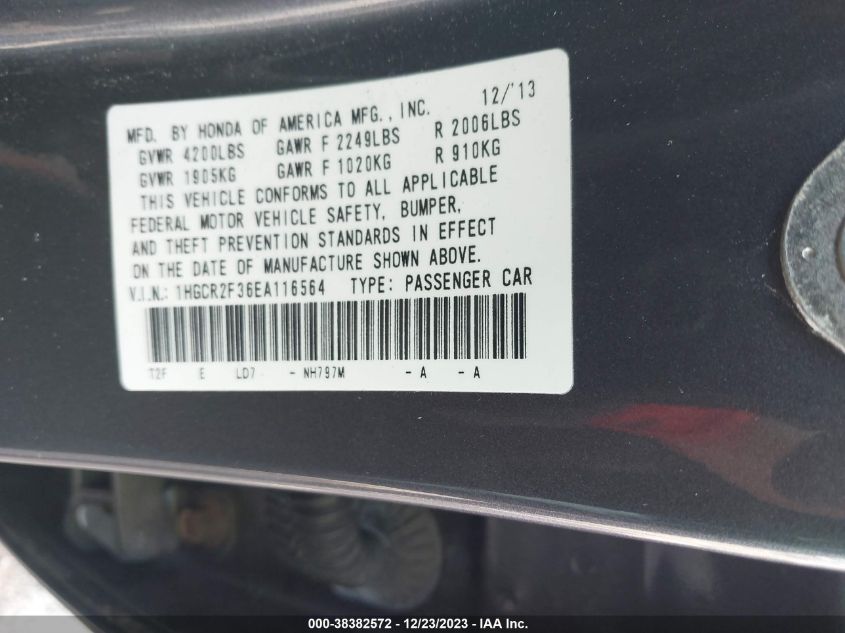 MFD. BY HONDA OF AMERICA MFG., INC. 12/'13
GVWR 4200LBS GAWR F 2249LBS R 2006LBS
GVWR 1905KG GAWR F 1020KG R 910KG
THIS VEHICLE CONFORMS TO ALL APPLICABLE
FEDERAL MOTOR VEHICLE SAFETY, BUMPER,
AND THEFT PREVENTION STANDARDS IN EFFECT
ON THE DATE OF MANUFACTURE SHOWN ABOVE.
V.I.N.: 1HGCR2F36EA116564 TYPE: PASSENGER CAR
T2F E LD7 - NH797M - A - A
000-38382572 - 12/23/2023 - IAA Inc.